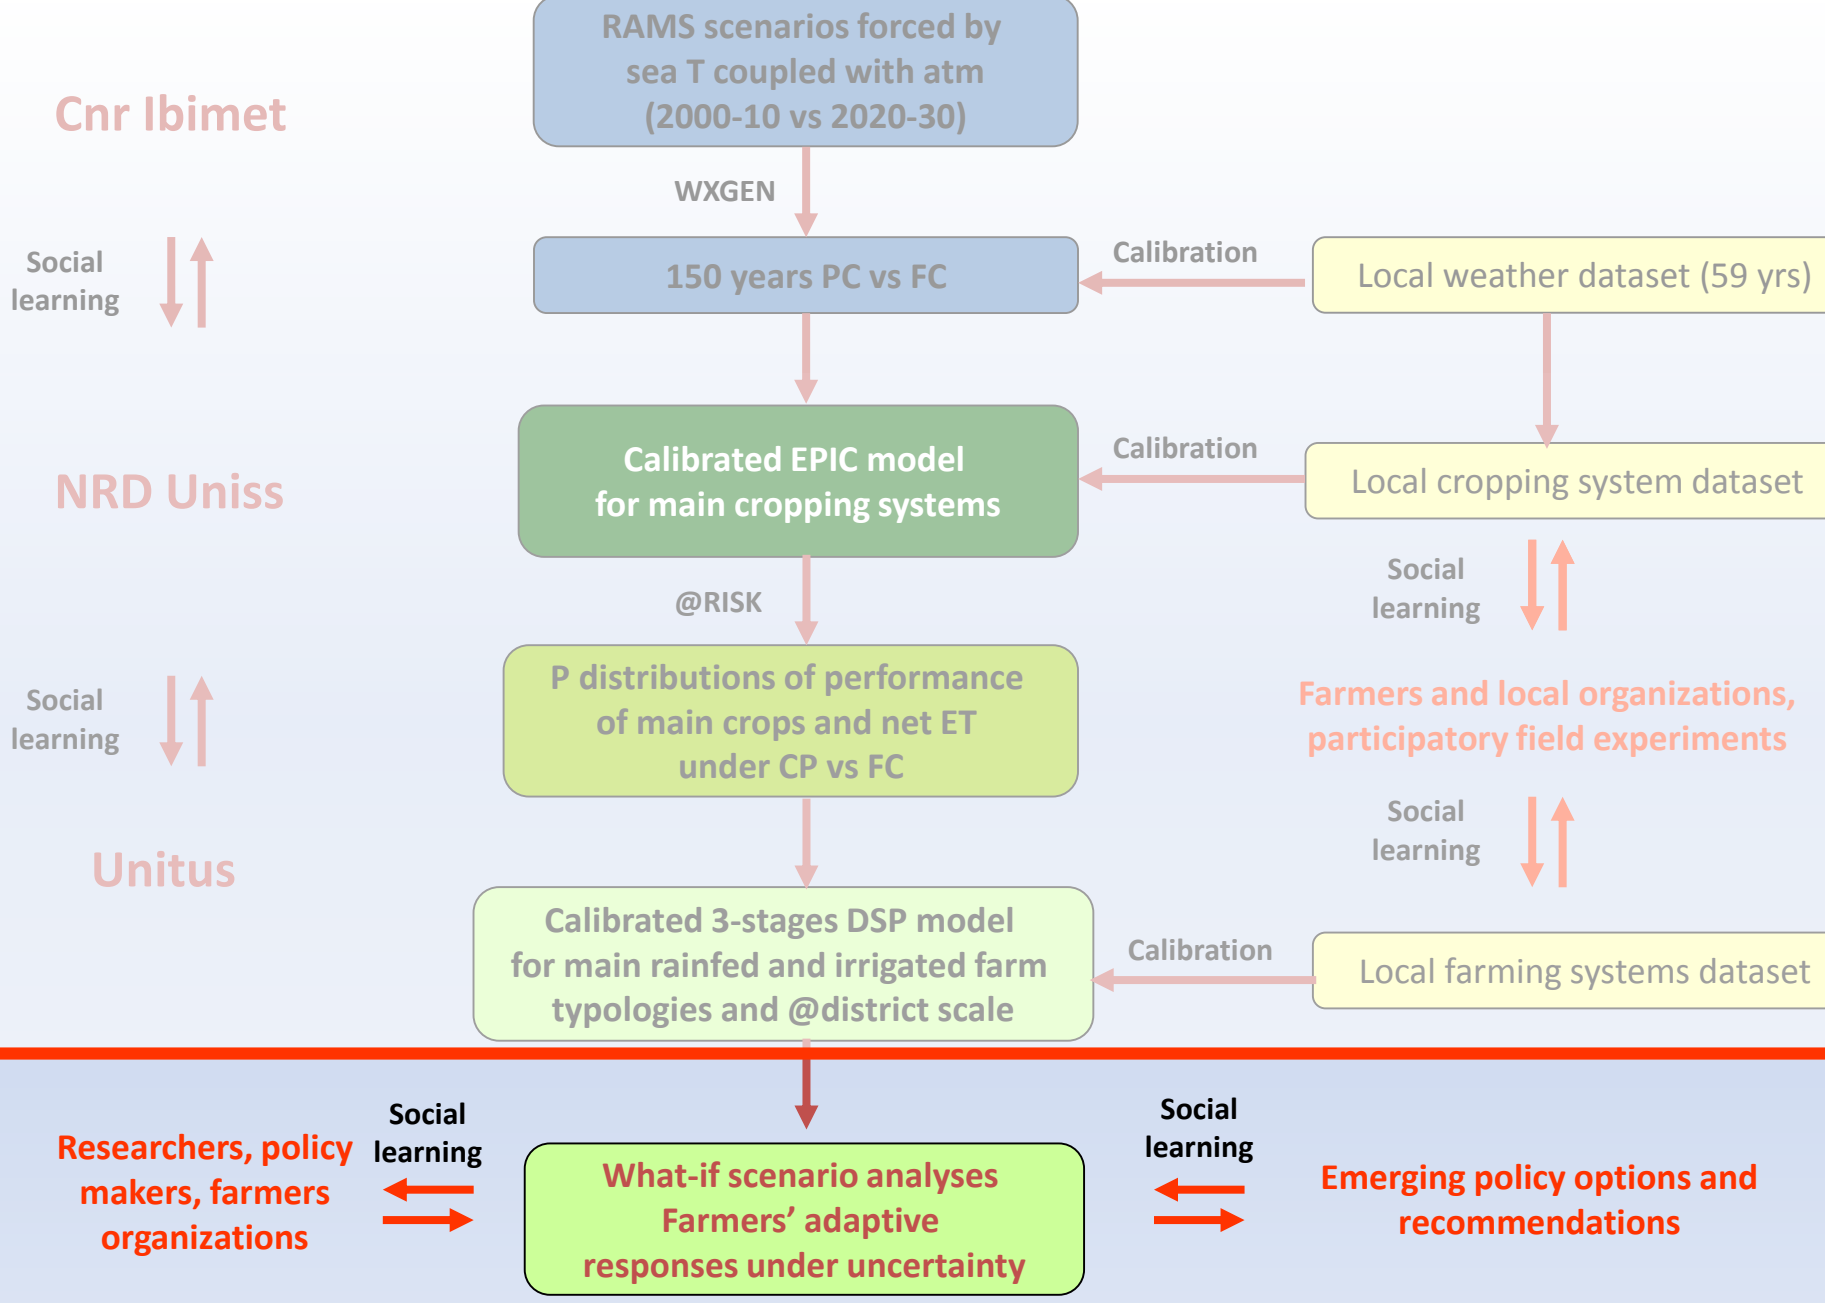 RAMS scenarios forced by
sea T coupled with atm
(2000-10 vs 2020-30)
Cnr Ibimet
WXGEN
Social
learning
150 years PC vs FC
Calibration
Local weather dataset (59 yrs)
NRD Uniss
Calibrated EPIC model
for main cropping systems
Calibration
Local cropping system dataset
@RISK
Social
learning
Social
learning
P distributions of performance
of main crops and net ET
under CP vs FC
Farmers and local organizations,
participatory field experiments
Social
learning
Unitus
Calibrated 3-stages DSP model
for main rainfed and irrigated farm
typologies and @district scale
Calibration
Local farming systems dataset
Researchers, policy
makers, farmers
organizations
Social
learning
What-if scenario analyses
Farmers’ adaptive
responses under uncertainty
Social
learning
Emerging policy options and
recommendations